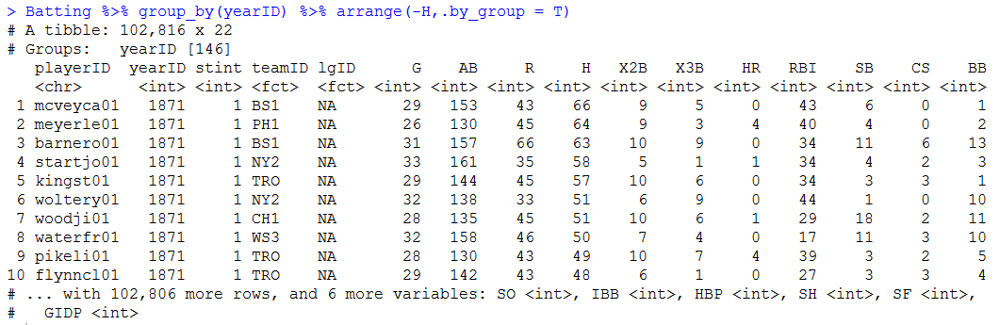 > Batting %>% group_by(yearID) %>% arrange(-H,.by_group = T)
# A tibble: 102,816 x 22
# Groups:   yearID [146]
   playerID yearID stint teamID lgID      G    AB     R     H   X2B   X3B    HR   RBI    SB    CS    BB
   <chr>     <int> <int> <fct>  <fct> <int> <int> <int> <int> <int> <int> <int> <int> <int> <int> <int>
 1 mcveyca01  1871     1 BS1    NA       29   153    43    66     9     5     0    43     6     0     1
 2 meyerle01  1871     1 PH1    NA       26   130    45    64     9     3     4    40     4     0     2
 3 barnero01  1871     1 BS1    NA       31   157    66    63    10     9     0    34    11     6    13
 4 startjo01  1871     1 NY2    NA       33   161    35    58     5     1     1    34     4     2     3
 5 kingst01   1871     1 TRO    NA       29   144    45    57    10     6     0    34     3     3     1
 6 woltery01  1871     1 NY2    NA       32   138    33    51     6     9     0    44     1     0    10
 7 woodji01   1871     1 CH1    NA       28   135    45    51    10     6     1    29    18     2    11
 8 waterfr01  1871     1 WS3    NA       32   158    46    50     7     4     0    17    11     3    10
 9 pikeli01   1871     1 TRO    NA       28   130    43    49    10     7     4    39     3     2     5
10 flynncl01  1871     1 TRO    NA       29   142    43    48     6     1     0    27     3     3     4
# ... with 102,806 more rows, and 6 more variables: SO <int>, IBB <int>, HBP <int>, SH <int>, SF <int>,
#   GIDP <int>